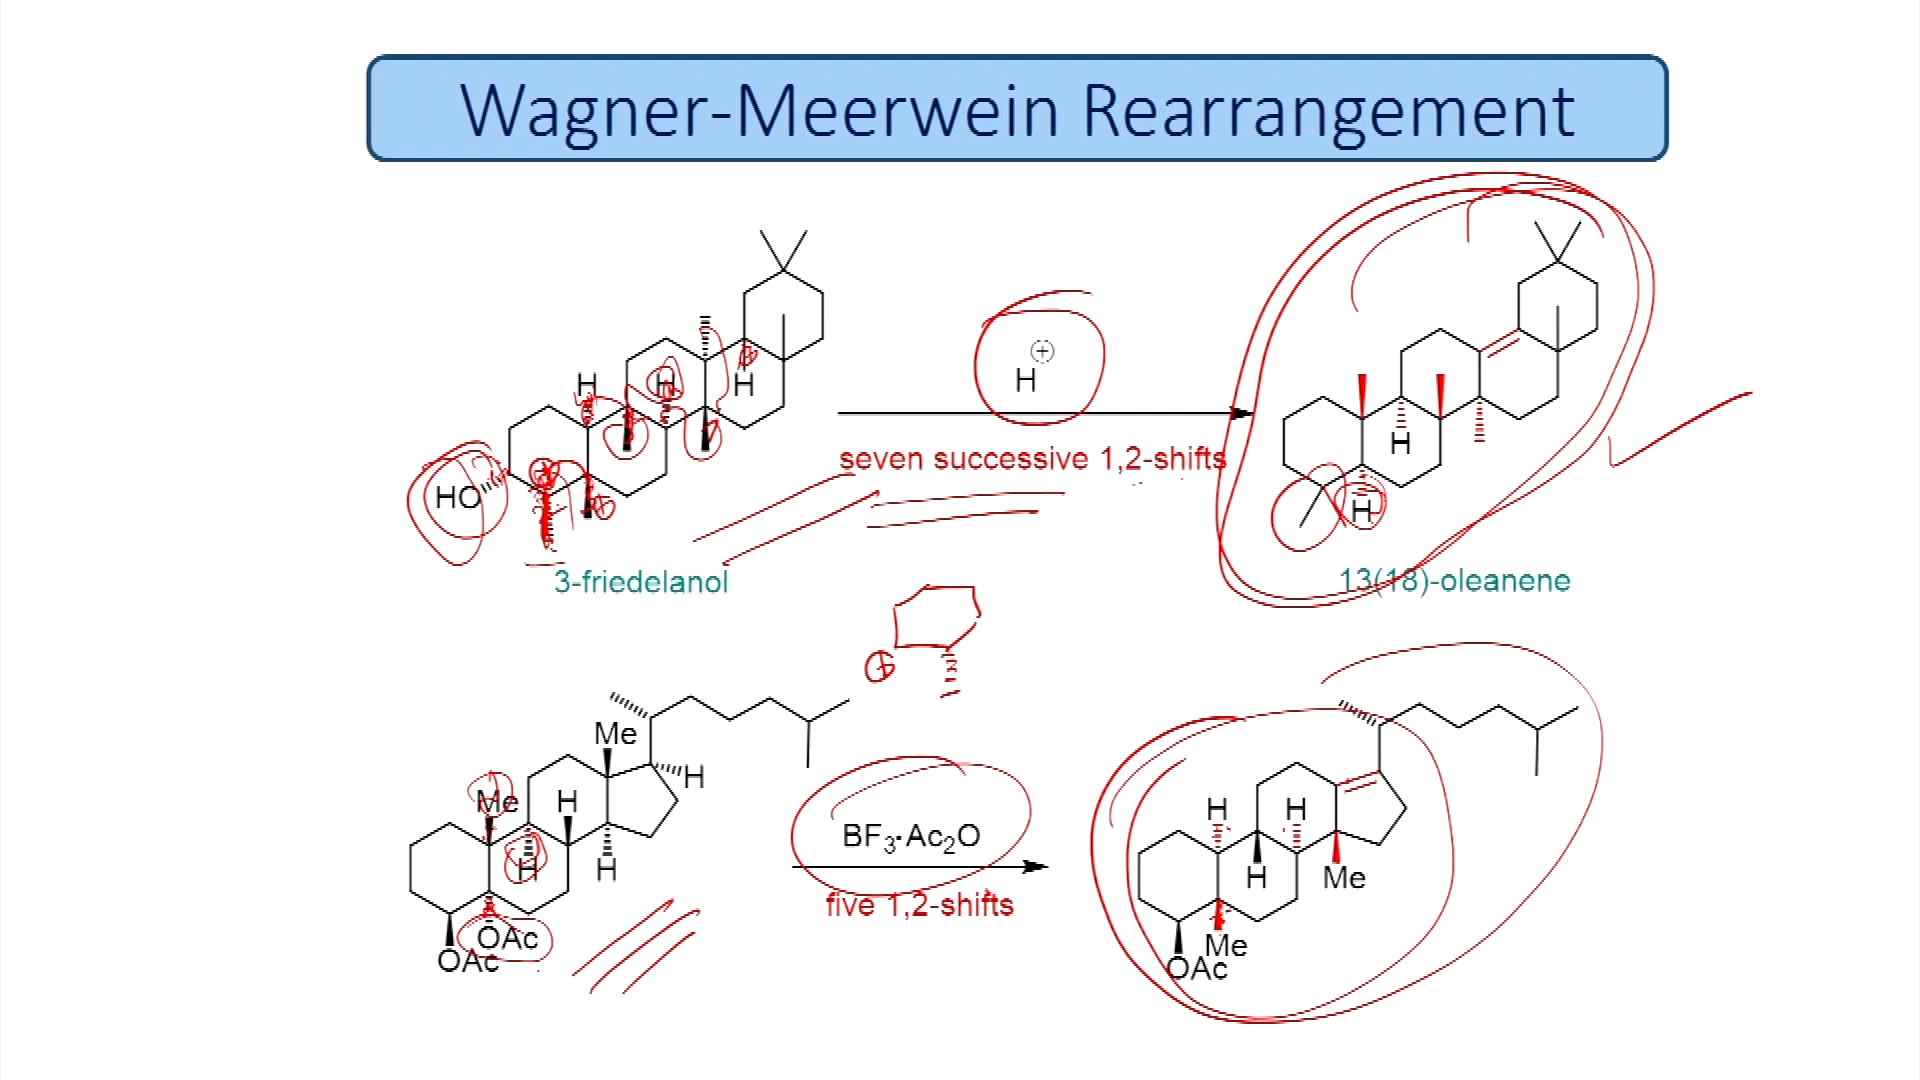 Wagner-Meerwein Rearrangement
H
H
H
HO
H⊕
seven successive 1,2-shifts
H
H
3-friedelanol
13(18)-oleanene
⊕
Me
H
Me
H
H
H
OAc
OAc
BF3·Ac2O
five 1,2-shifts
H
H
H
Me
Me
OAc